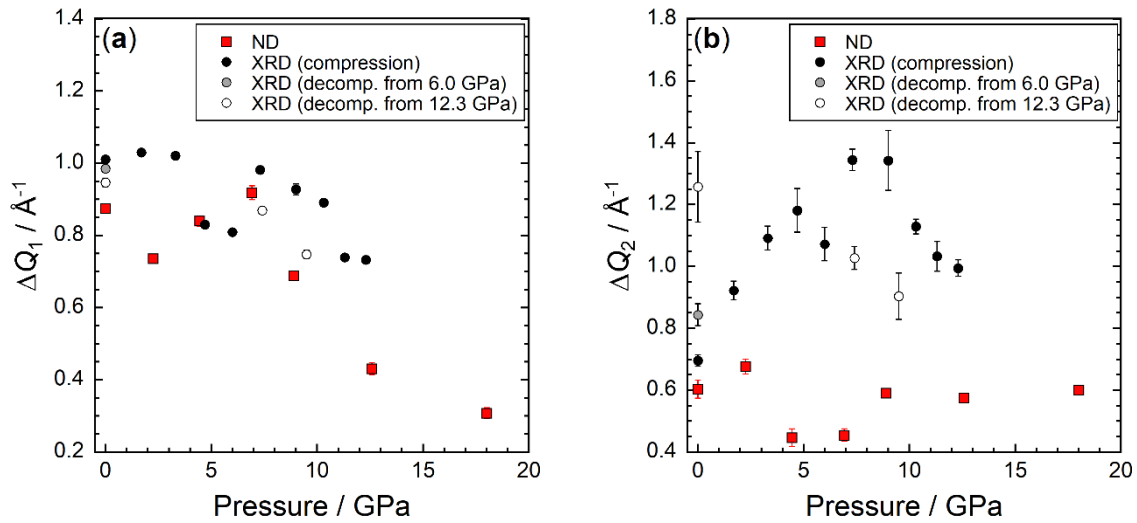 (a)
ND
XRD (compression)
XRD (decomp. from 6.0 GPa)
XRD (decomp. from 12.3 GPa)
1.4
1.2
1.0
0.8
0.6
0.4
0.2
ΔQ1 / Å-1
0
5
10
15
20
Pressure / GPa
(b)
ND
XRD (compression)
XRD (decomp. from 6.0 GPa)
XRD (decomp. from 12.3 GPa)
1.8
1.6
1.4
1.2
1.0
0.8
0.6
0.4
ΔQ2 / Å-1
0
5
10
15
20
Pressure / GPa